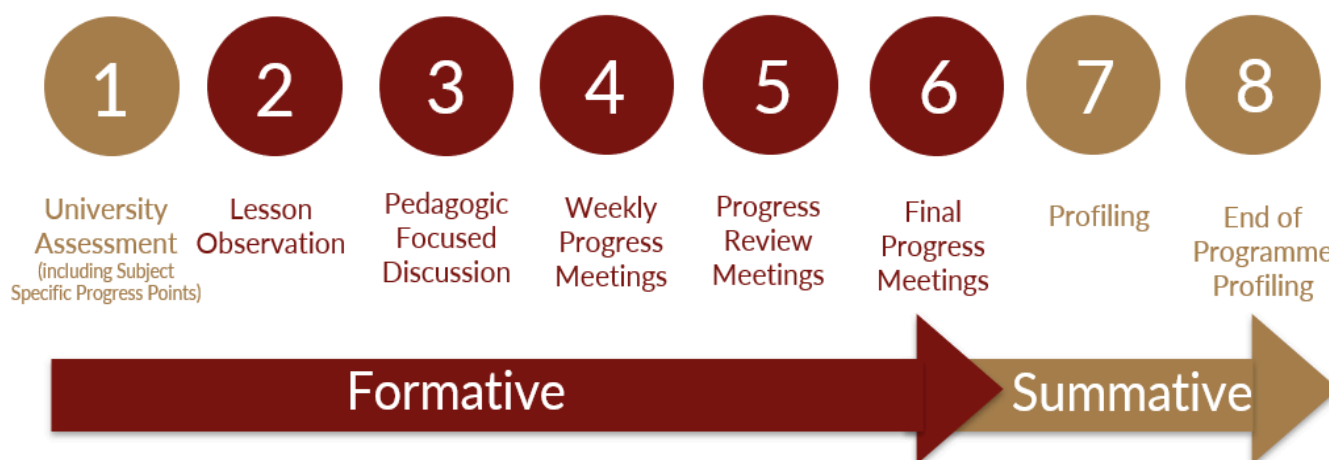 1
University
Assessment
(including Subject
Specific Progress Points)
2
Lesson
Observation
3
Pedagogic
Focused
Discussion
4
Weekly
Progress
Meetings
5
Progress
Review
Meetings
6
Final
Progress
Meetings
7
Profiling
8
End of
Programme
Profiling
Formative
Summative